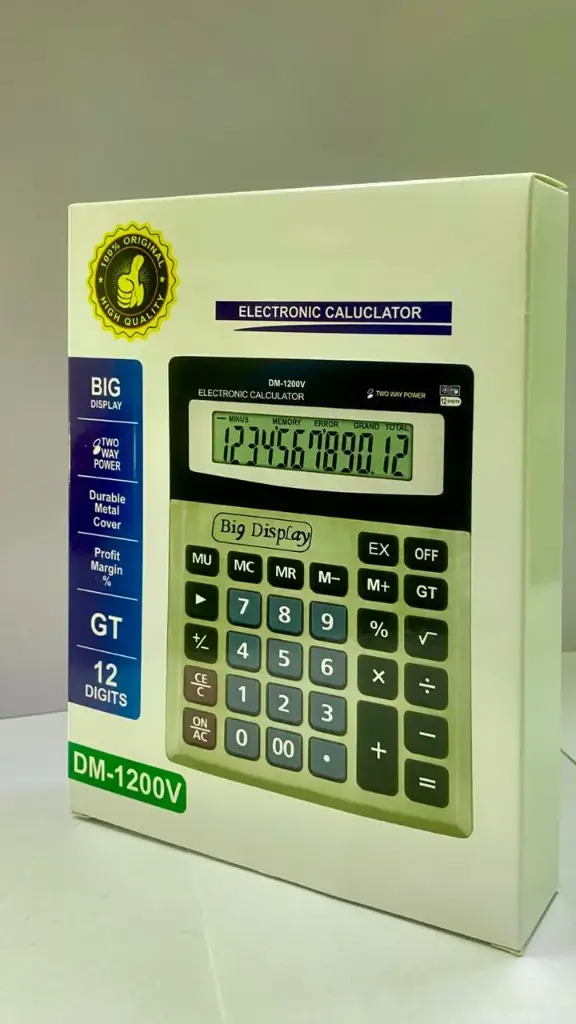 100% ORIGINAL
HIGH QUALITY
ELECTRONIC CALUCLATOR
BIG
DISPLAY
TWO
WAY
POWER
Durable
Metal
Cover
Profit
Margin
%
GT
12
DIGITS
DM-1200V
DM-1200V
ELECTRONIC CALCULATOR
TWO WAY POWER
12 DIGITS
MINUS MEMORY ERROR GRAND TOTAL
123456789012
Big Display
EX OFF
MU MC MR M− M+ GT
▶ 7 8 9 % √
+/− 4 5 6 × ÷
CE/C 1 2 3 + −
ON/AC 0 00 . =